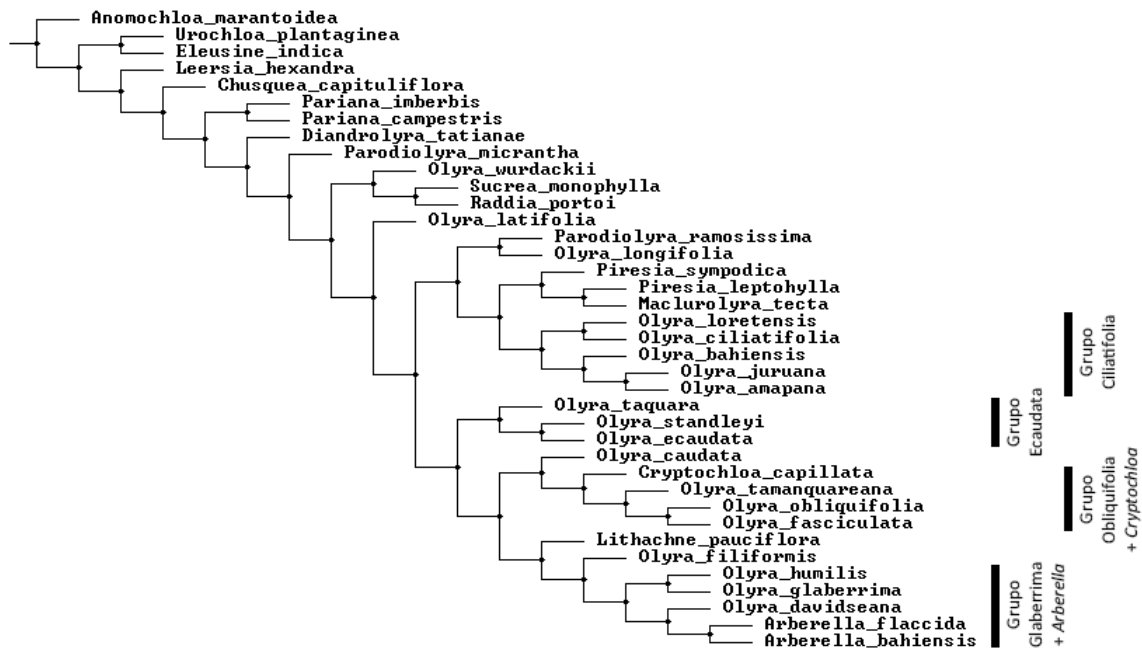 Anomochloa_marantoidea
Urochloa_plantaginea
Eleusine_indica
Leersia_hexandra
Chusquea_capituliflora
Pariana_imberbis
Pariana_campestris
Diandrolyra_tatianae
Parodiolyra_micrantha
Olyra_wurdackii
Sucrea_monophylla
Raddia_portoi
Olyra_latifolia
Parodiolyra_ramosissima
Olyra_longifolia
Piresia_sympodica
Piresia_leptohylla
Maclurolyra_tecta
Olyra_loretensis
Olyra_ciliatifolia
Olyra_bahiensis
Olyra_juruana
Olyra_amapana
Olyra_taquara
Olyra_standleyi
Olyra_ecaudata
Olyra_caudata
Cryptochloa_capillata
Olyra_tamanquareana
Olyra_obliquifolia
Olyra_fasciculata
Lithachne_pauciflora
Olyra_filiformis
Olyra_humilis
Olyra_glaberrima
Olyra_davidseana
Arberella_flaccida
Arberella_bahiensis
Grupo
Ciliatifolia
Grupo
Ecaudata
Grupo
Obliquifolia
+ Cryptochloa
Grupo
Glaberrima
+ Arberella